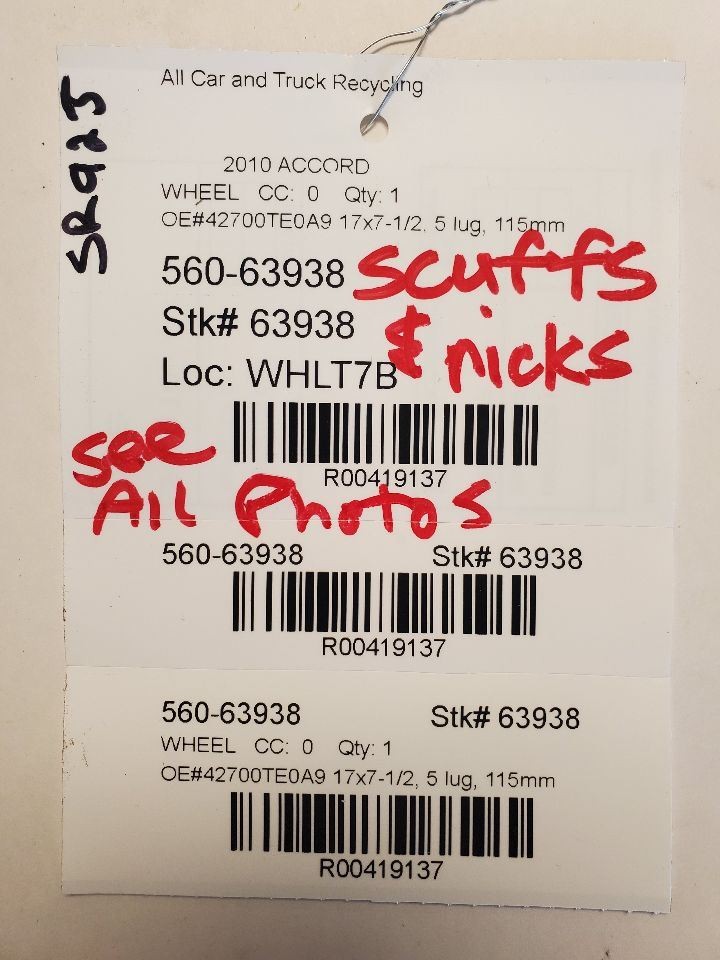 SR925
All Car and Truck Recycling
2010 ACCORD
WHEEL CC: 0 Qty: 1
OE#42700TE0A9 17x7-1/2, 5 lug, 115mm
560-63938 scuffs
Stk# 63938 & nicks
Loc: WHLT7B
see
R00419137
All Photos
560-63938 Stk# 63938
R00419137
560-63938 Stk# 63938
WHEEL CC: 0 Qty: 1
OE#42700TE0A9 17x7-1/2, 5 lug, 115mm
R00419137